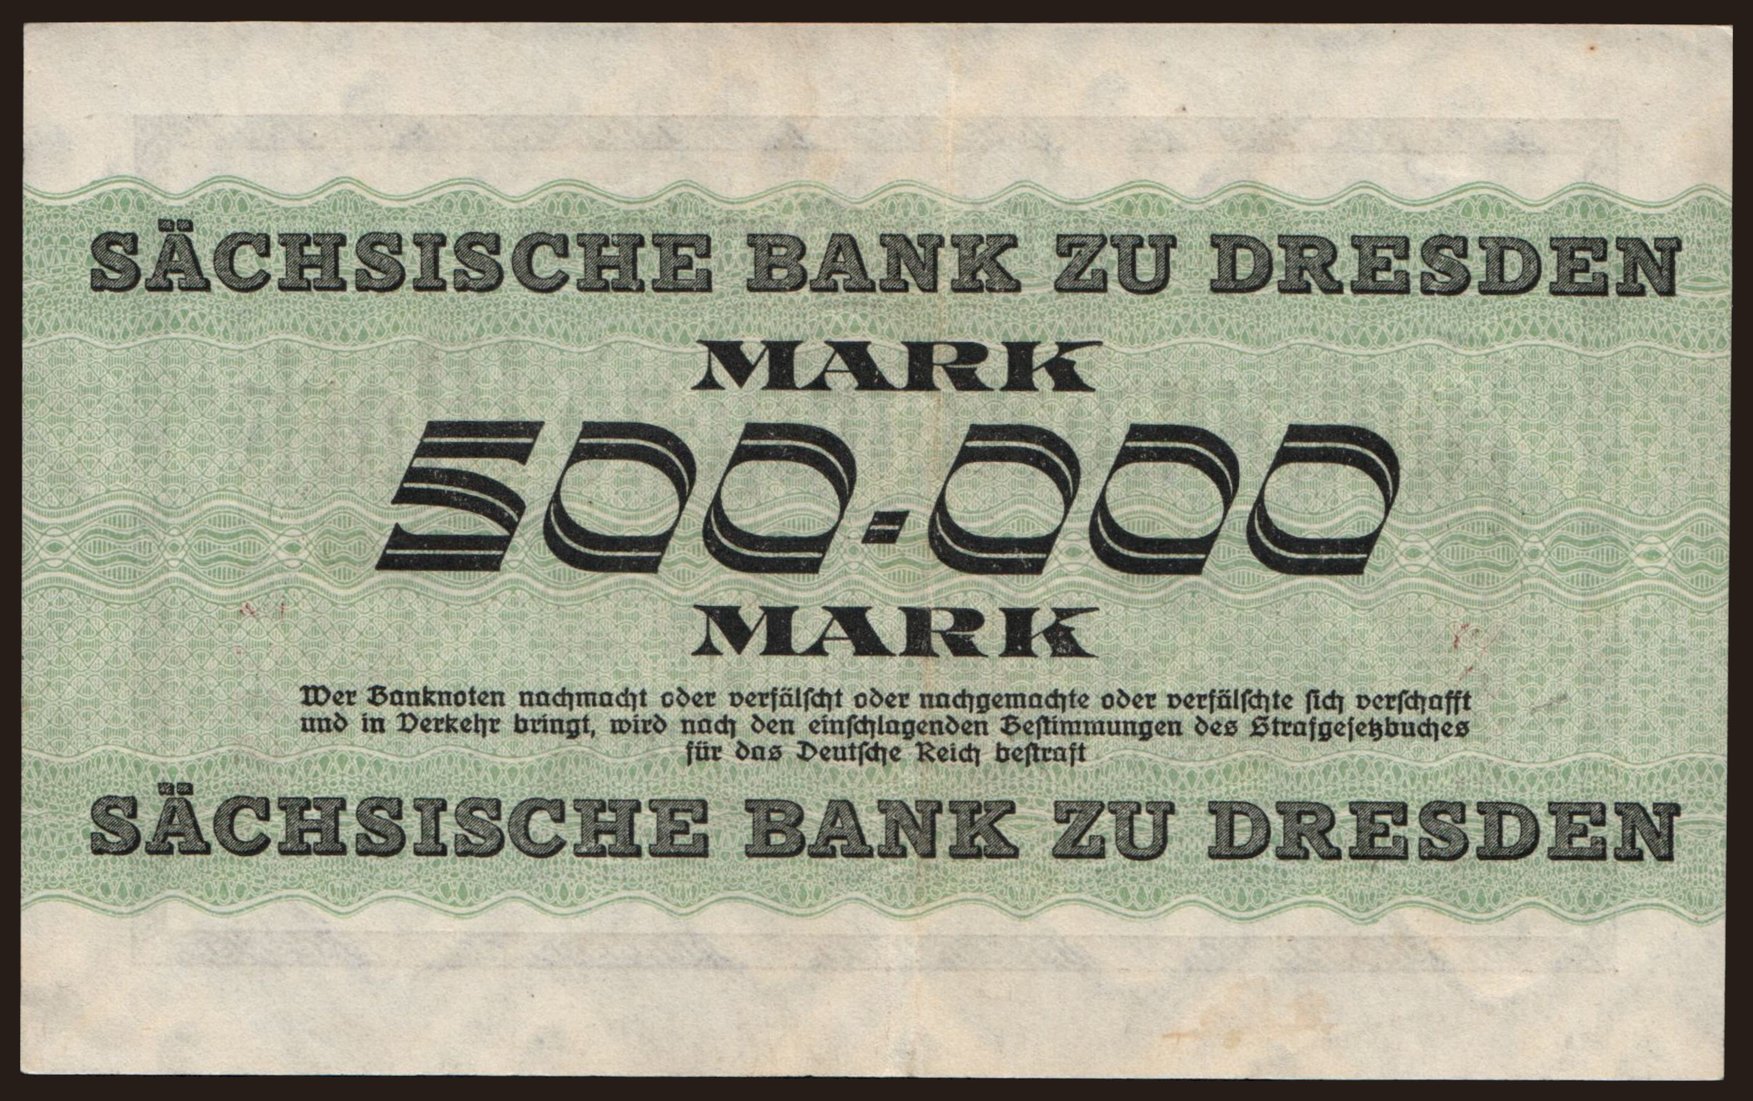 SÄCHSISCHE BANK ZU DRESDEN
MARK
500.000
MARK
Wer Banknoten nachmacht oder verfälscht oder nachgemachte oder verfälschte sich verschafft
und in Verkehr bringt, wird nach den einschlagenden Bestimmungen des Strafgesetzbuches
für das Deutsche Reich bestraft
SÄCHSISCHE BANK ZU DRESDEN